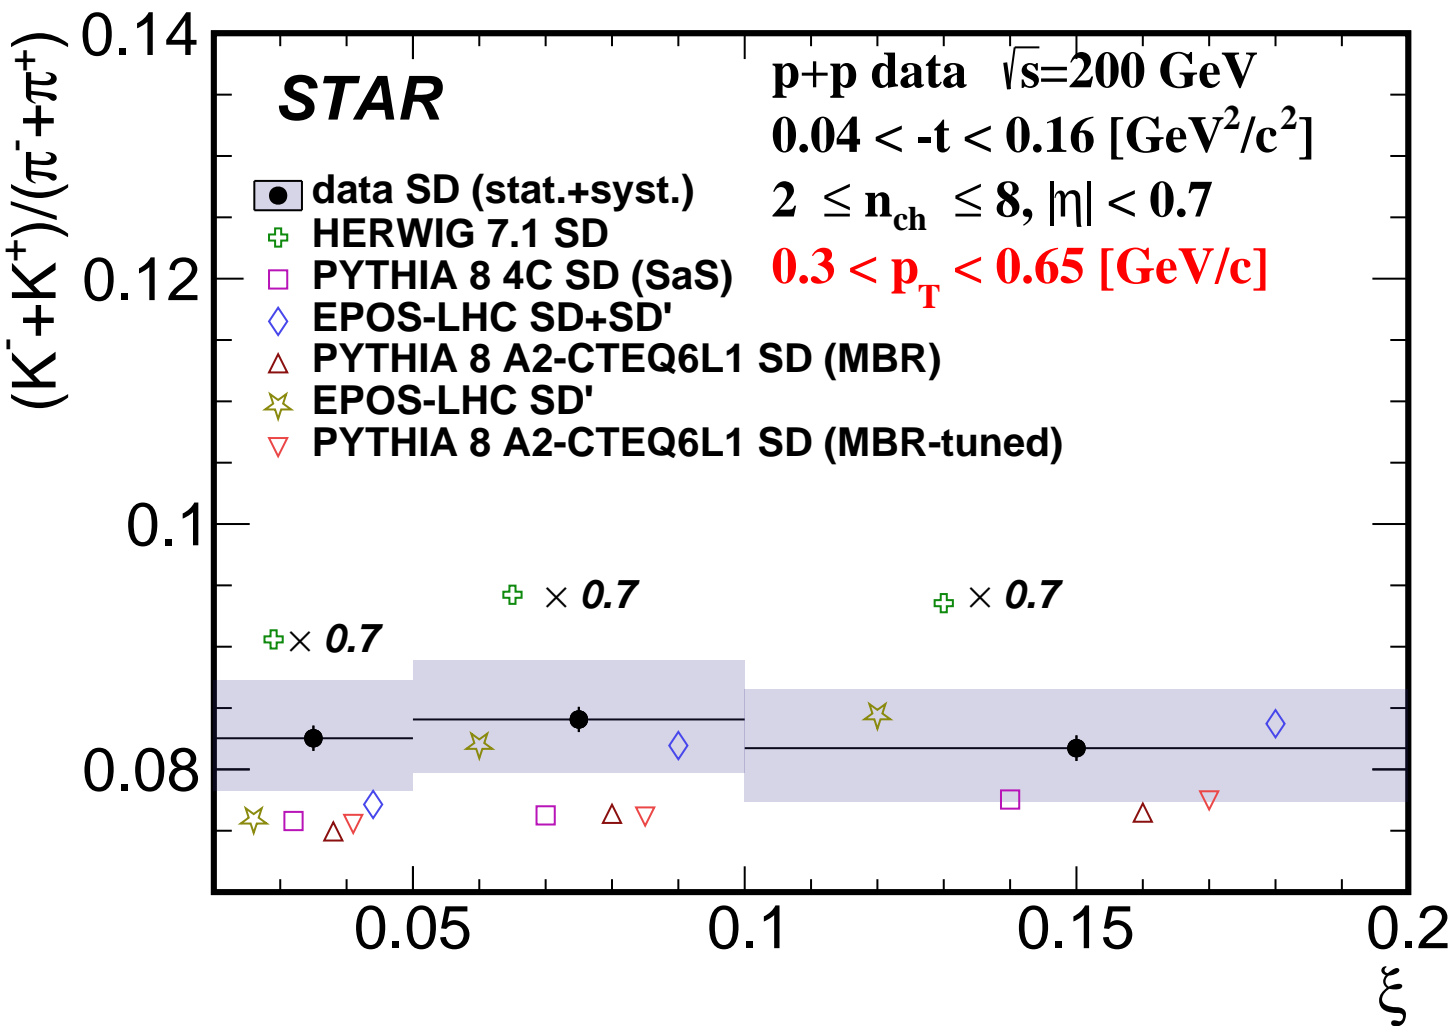 (K⁻+K⁺)/(π⁻+π⁺)
0.14
0.12
0.1
0.08
STAR
p+p data √s=200 GeV
0.04 < -t < 0.16 [GeV²/c²]
2 ≤ n_ch ≤ 8, |η| < 0.7
0.3 < p_T < 0.65 [GeV/c]
data SD (stat.+syst.)
HERWIG 7.1 SD
PYTHIA 8 4C SD (SaS)
EPOS-LHC SD+SD'
PYTHIA 8 A2-CTEQ6L1 SD (MBR)
EPOS-LHC SD'
PYTHIA 8 A2-CTEQ6L1 SD (MBR-tuned)
× 0.7
× 0.7
× 0.7
0.05
0.1
0.15
0.2
ξ